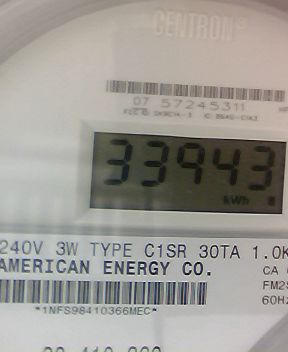 CENTRON®
07 57245311
33943
kWh
240V 3W TYPE C1SR 30TA 1.0K
AMERICAN ENERGY CO.
CA
FM2S
60Hz
*1NFS98410366MEC*